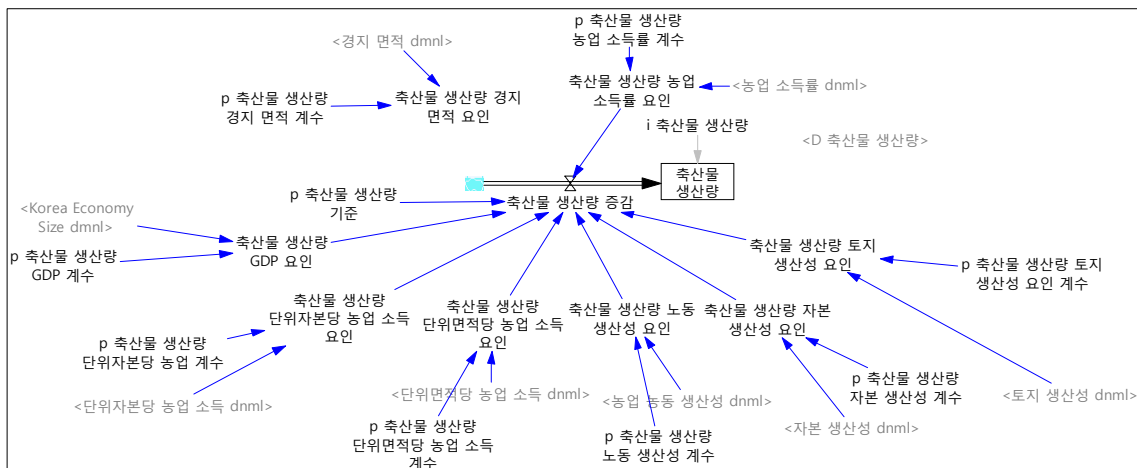 p 축산물 생산량
농업 소득률 계수
<경지 면적 dmnl>
축산물 생산량 농업
소득률 요인
<농업 소득률 dnml>
p 축산물 생산량
경지 면적 계수
축산물 생산량 경지
면적 요인
i 축산물 생산량
<D 축산물 생산량>
축산물
생산량
p 축산물 생산량
기준
축산물 생산량 증감
<Korea Economy
Size dmnl>
축산물 생산량
GDP 요인
p 축산물 생산량
GDP 계수
축산물 생산량 토지
생산성 요인
p 축산물 생산량 토지
생산성 요인 계수
축산물 생산량
단위자본당 농업 소득
요인
축산물 생산량
단위면적당 농업 소득
요인
축산물 생산량 노동
생산성 요인
축산물 생산량 자본
생산성 요인
p 축산물 생산량
단위자본당 농업 계수
<단위자본당 농업 소득 dnml>
<단위면적당 농업 소득 dnml>
<농업 농동 생산성 dnml>
p 축산물 생산량
자본 생산성 계수
<토지 생산성 dnml>
p 축산물 생산량
단위면적당 농업 소득
계수
p 축산물 생산량
노동 생산성 계수
<자본 생산성 dnml>